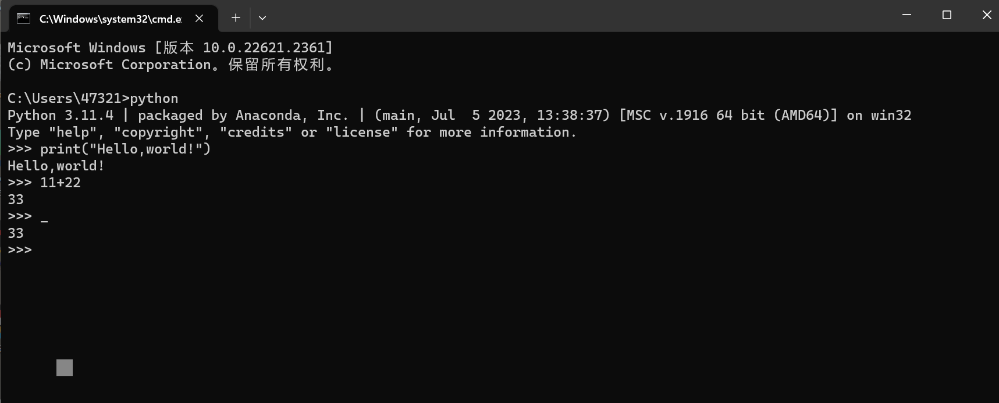 C:\Windows\system32\cmd.e
Microsoft Windows [版本 10.0.22621.2361]
(c) Microsoft Corporation。保留所有权利。
C:\Users\47321>python
Python 3.11.4 | packaged by Anaconda, Inc. | (main, Jul  5 2023, 13:38:37) [MSC v.1916 64 bit (AMD64)] on win32
Type "help", "copyright", "credits" or "license" for more information.
>>> print("Hello,world!")
Hello,world!
>>> 11+22
33
>>> _
33
>>>